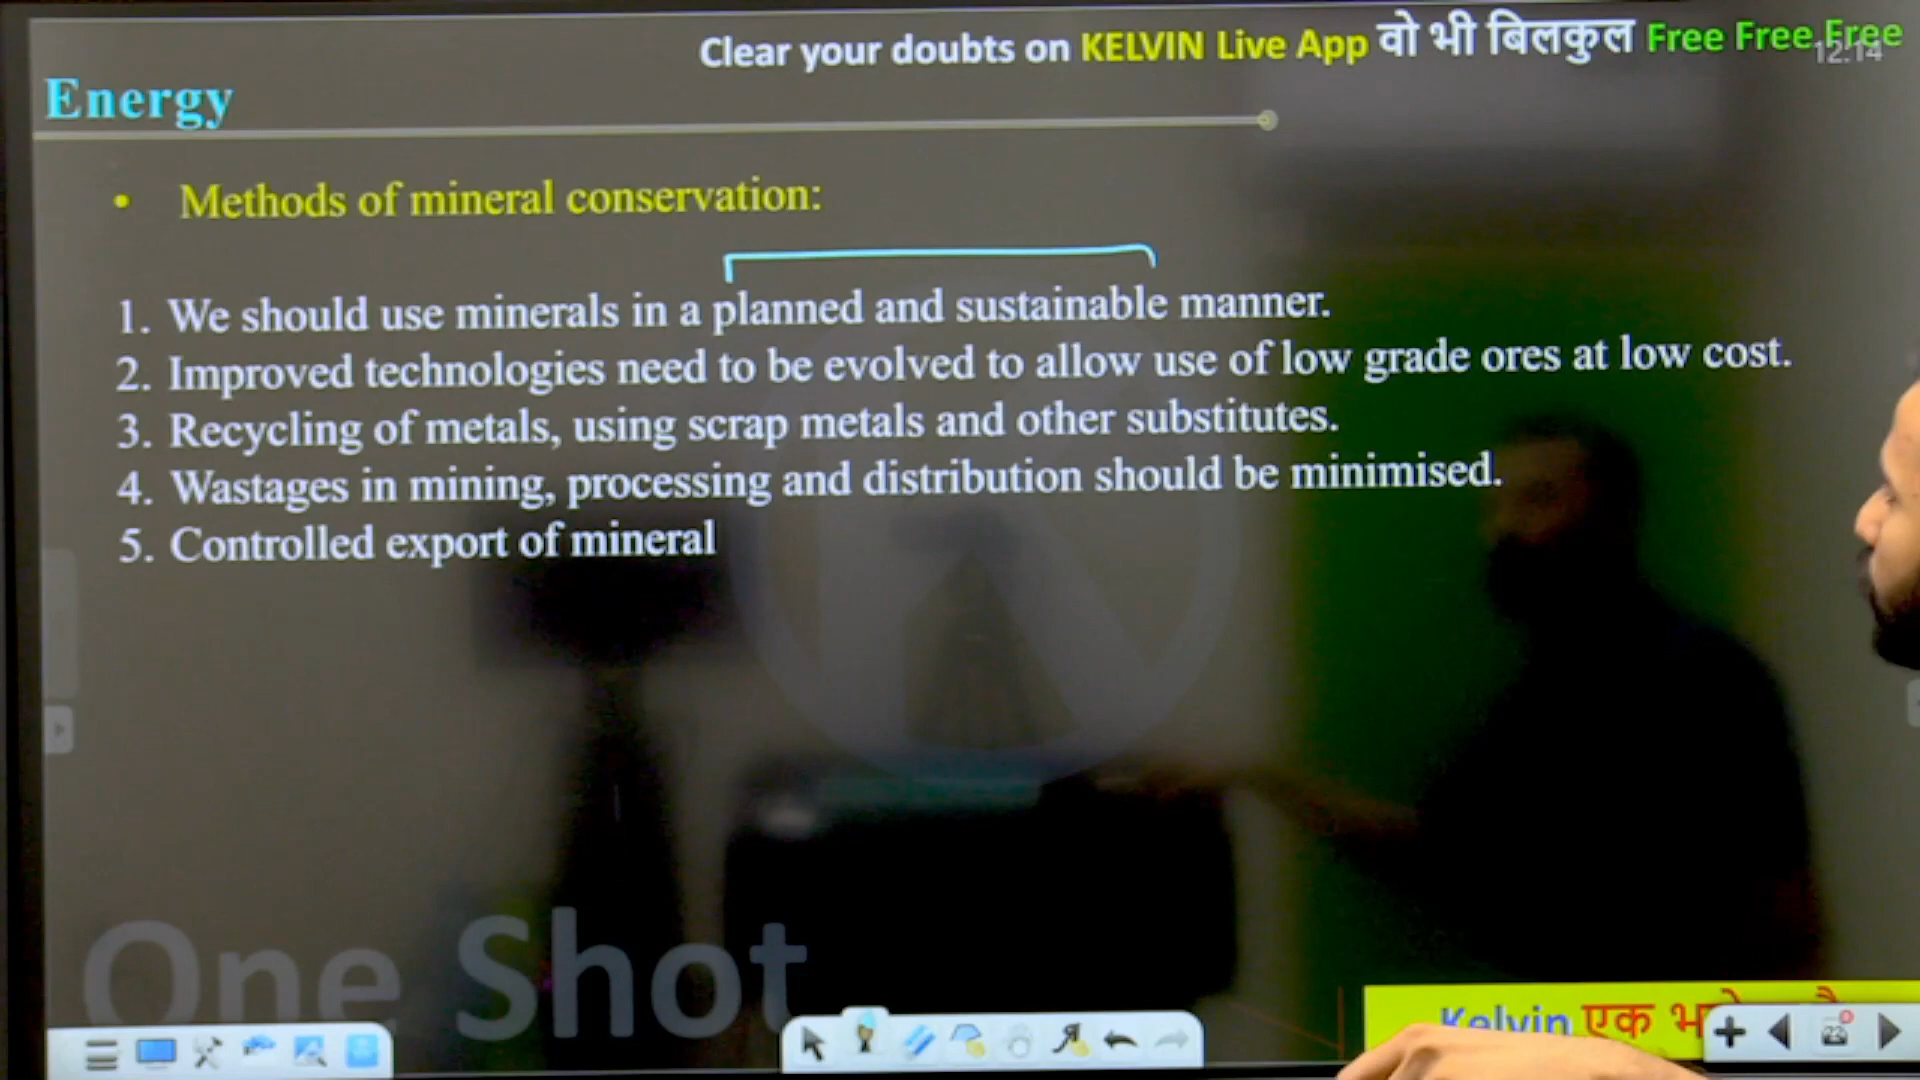 Clear your doubts on KELVIN Live App वो भी बिलकुल Free Free Free
12:14
Energy
• Methods of mineral conservation:
1. We should use minerals in a planned and sustainable manner.
2. Improved technologies need to be evolved to allow use of low grade ores at low cost.
3. Recycling of metals, using scrap metals and other substitutes.
4. Wastages in mining, processing and distribution should be minimised.
5. Controlled export of mineral
One Shot
Kelvin एक
22